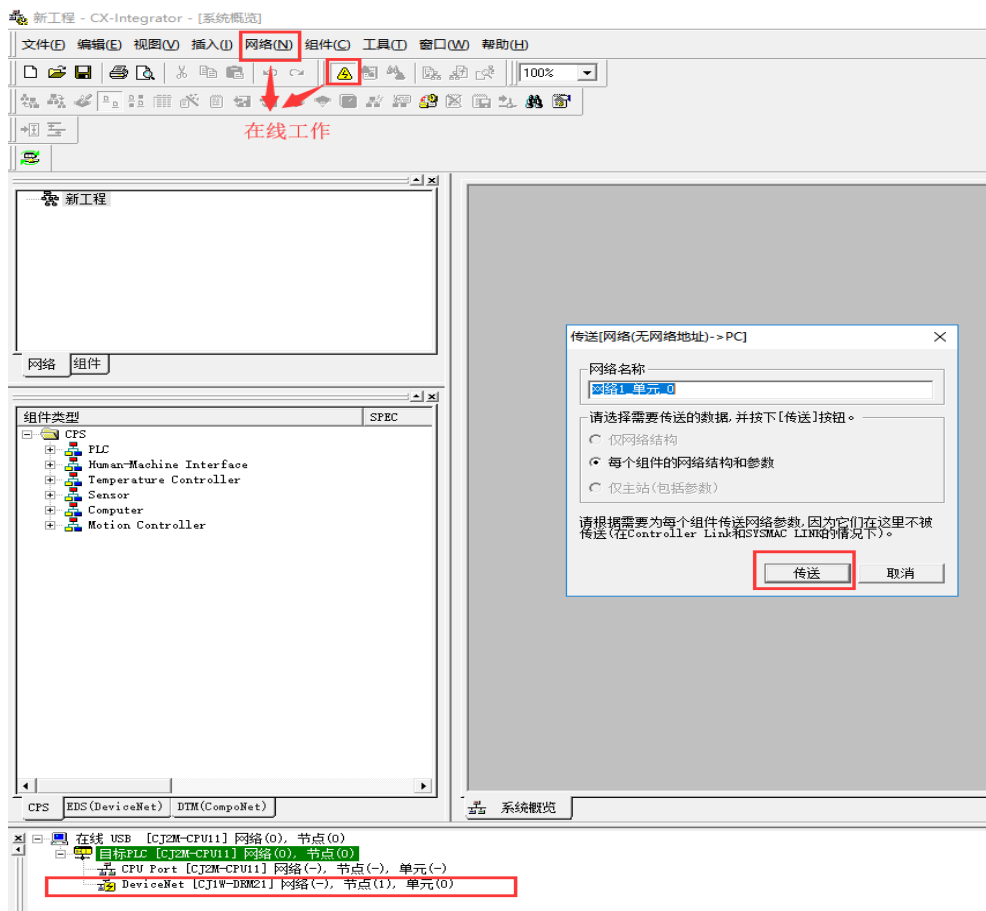 新工程 - CX-Integrator - [系统概览]
文件(F) 编辑(E) 视图(V) 插入(I) 网络(N) 组件(C) 工具(T) 窗口(W) 帮助(H)
100%
在线工作
新工程
网络 组件
组件类型 SPEC
CPS
PLC
Human-Machine Interface
Temperature Controller
Sensor
Computer
Motion Controller
CPS EDS(DeviceNet) DTM(CompoNet)
传送[网络(无网络地址)->PC]
网络名称
网络1_单元_0
请选择需要传送的数据,并按下[传送]按钮。
仅网络结构
每个组件的网络结构和参数
仅主站(包括参数)
请根据需要为每个组件传送网络参数,因为它们在这里不被
传送(在Controller Link和SYSMAC LINK的情况下)。
传送 取消
系统概览
在线 USB [CJ2M-CPU11] 网络(0), 节点(0)
目标PLC [CJ2M-CPU11] 网络(0), 节点(0)
CPU Port [CJ2M-CPU11] 网络(-), 节点(-), 单元(-)
DeviceNet [CJ1W-DRM21] 网络(-), 节点(1), 单元(0)